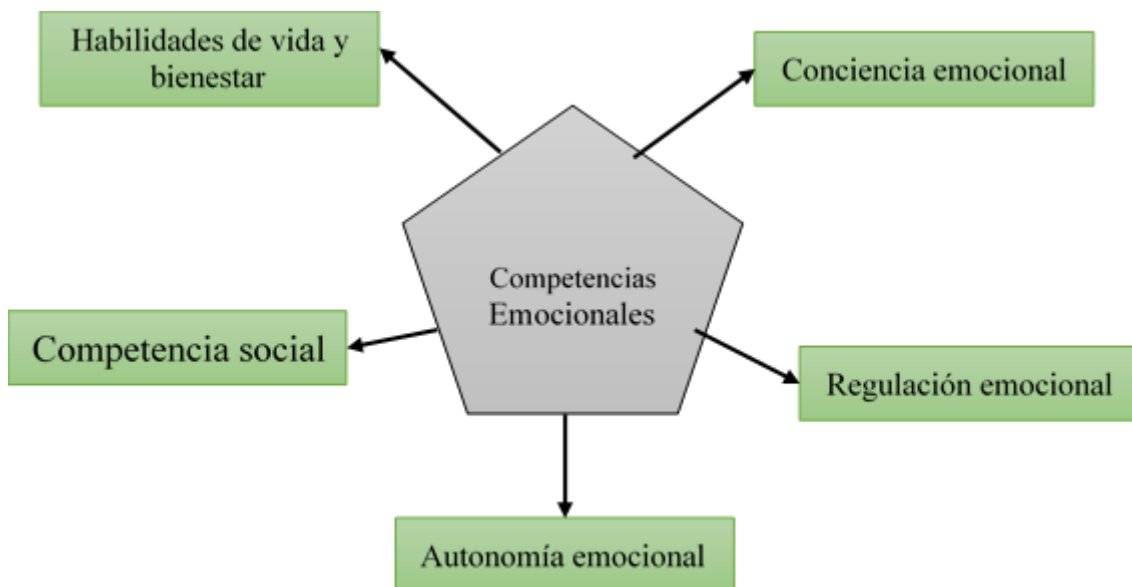 Habilidades de vida y
bienestar
Conciencia emocional
Competencias
Emocionales
Competencia social
Regulación emocional
Autonomía emocional